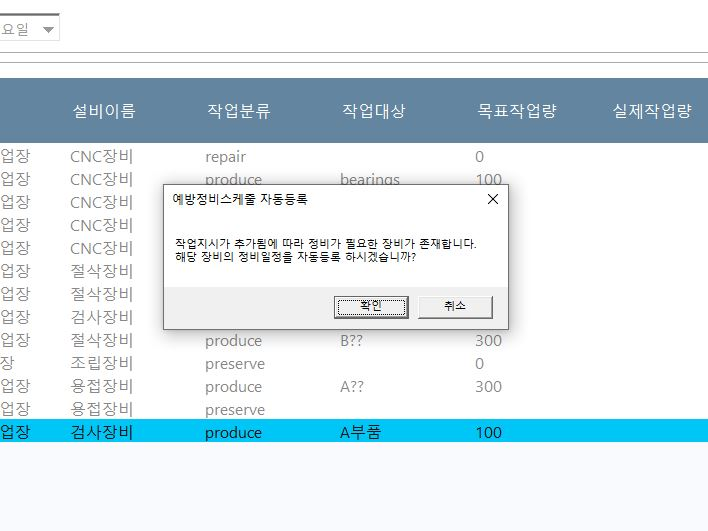 요일
설비이름 작업분류 작업대상 목표작업량 실제작업량
업장 CNC장비 repair 0
업장 CNC장비 produce bearings 100
업장 CNC장비
업장 CNC장비
업장 CNC장비
업장 절삭장비
업장 절삭장비
업장 검사장비
업장 절삭장비 produce B?? 300
장 조립장비 preserve 0
업장 용접장비 produce A?? 300
업장 용접장비 preserve
업장 검사장비 produce A부품 100
예방정비스케줄 자동등록
작업지시가 추가됨에 따라 정비가 필요한 장비가 존재합니다.
해당 장비의 정비일정을 자동등록 하시겠습니까?
확인 취소